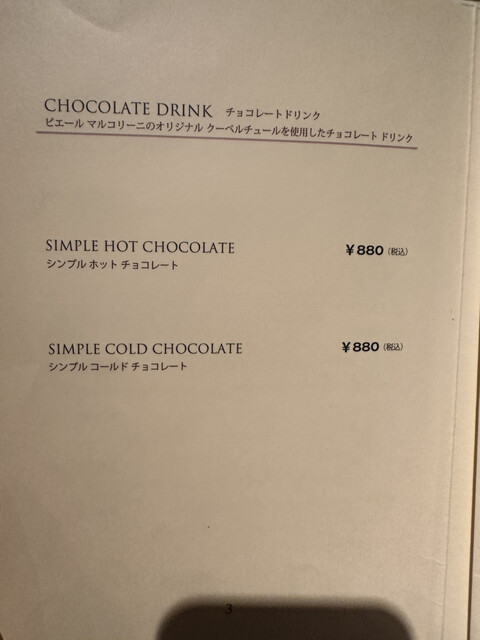 CHOCOLATE DRINK チョコレートドリンク
ピエール マルコリーニのオリジナル クーベルチュールを使用したチョコレート ドリンク
SIMPLE HOT CHOCOLATE ¥880 (税込)
シンプル ホット チョコレート
SIMPLE COLD CHOCOLATE ¥880 (税込)
シンプル コールド チョコレート
3